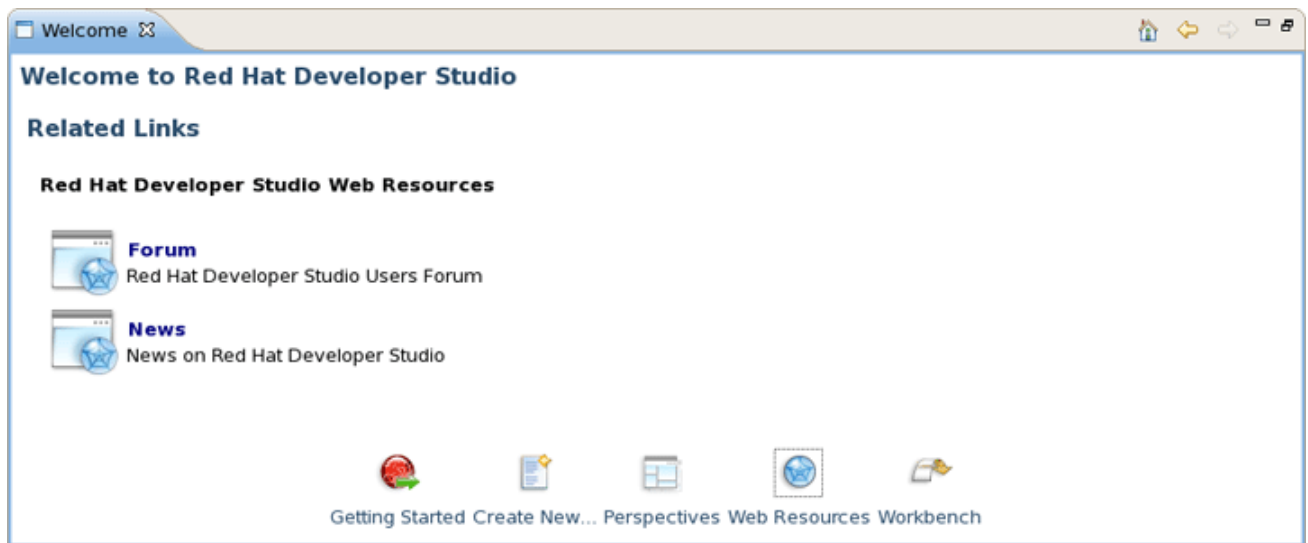 Welcome
Welcome to Red Hat Developer Studio
Related Links
Red Hat Developer Studio Web Resources
Forum
Red Hat Developer Studio Users Forum
News
News on Red Hat Developer Studio
Getting Started Create New... Perspectives Web Resources Workbench